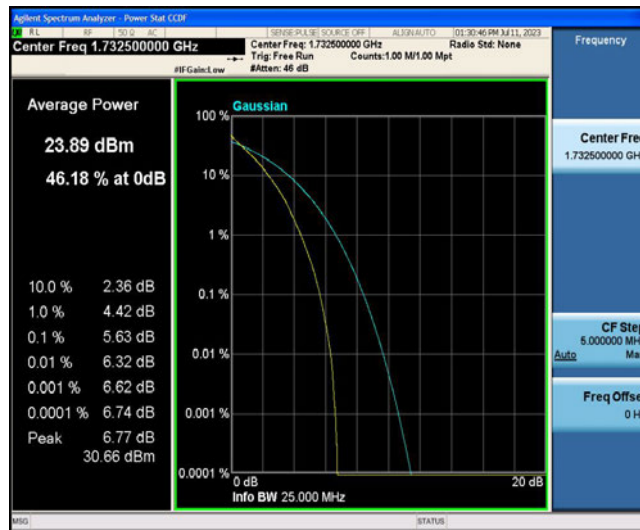 Agilent Spectrum Analyzer - Power Stat CCDF
RL RF 50 Ω AC SENSE:PULSE SOURCE OFF ALIGN AUTO 01:30:46 PM Jul 11, 2023
Center Freq 1.732500000 GHz
Center Freq: 1.732500000 GHz Radio Std: None
Trig: Free Run Counts:1.00 M/1.00 Mpt
#IFGain:Low #Atten: 46 dB
Frequency
Average Power
23.89 dBm
46.18 % at 0dB
10.0 % 2.36 dB
1.0 % 4.42 dB
0.1 % 5.63 dB
0.01 % 6.32 dB
0.001 % 6.62 dB
0.0001 % 6.74 dB
Peak 6.77 dB
30.66 dBm
Gaussian
100 %
10 %
1 %
0.1 %
0.01 %
0.001 %
0.0001 %
0 dB 20 dB
Info BW 25.000 MHz
Center Fre
1.732500000 GH
CF Step
5.000000 MH
Auto Ma
Freq Offse
0 H
MSG STATUS